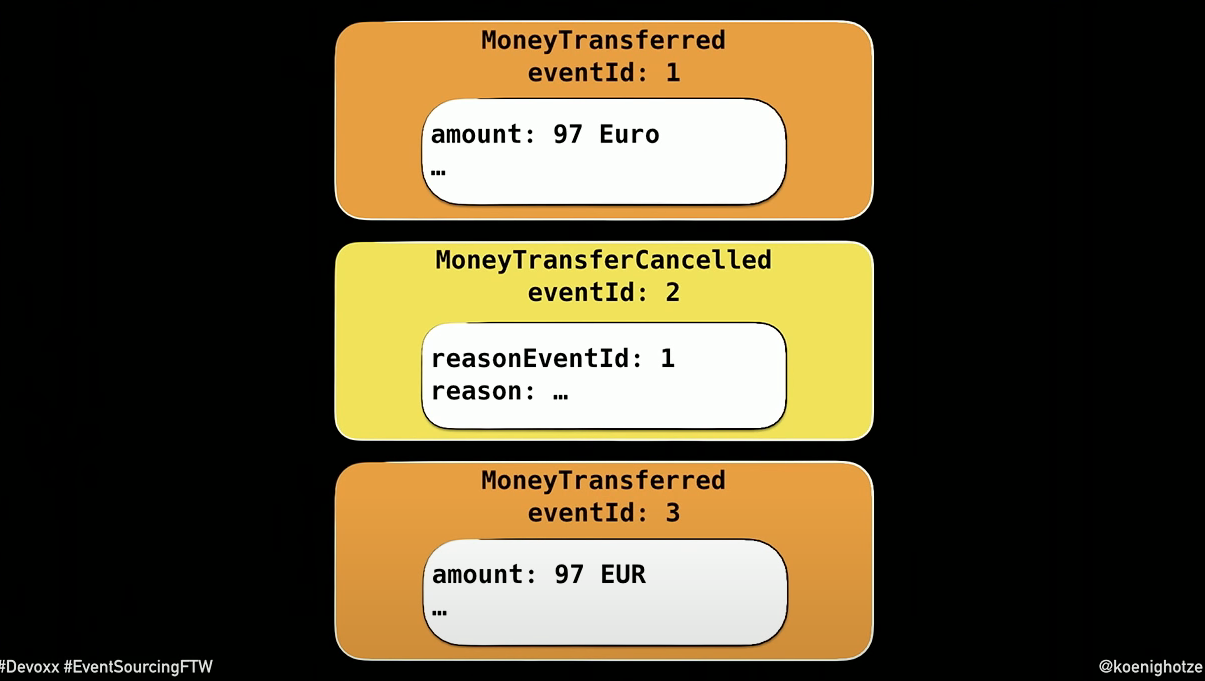 MoneyTransferred
eventId: 1
amount: 97 Euro
…
MoneyTransferCancelled
eventId: 2
reasonEventId: 1
reason: …
MoneyTransferred
eventId: 3
amount: 97 EUR
…
#Devoxx #EventSourcingFTW
@koenighotze